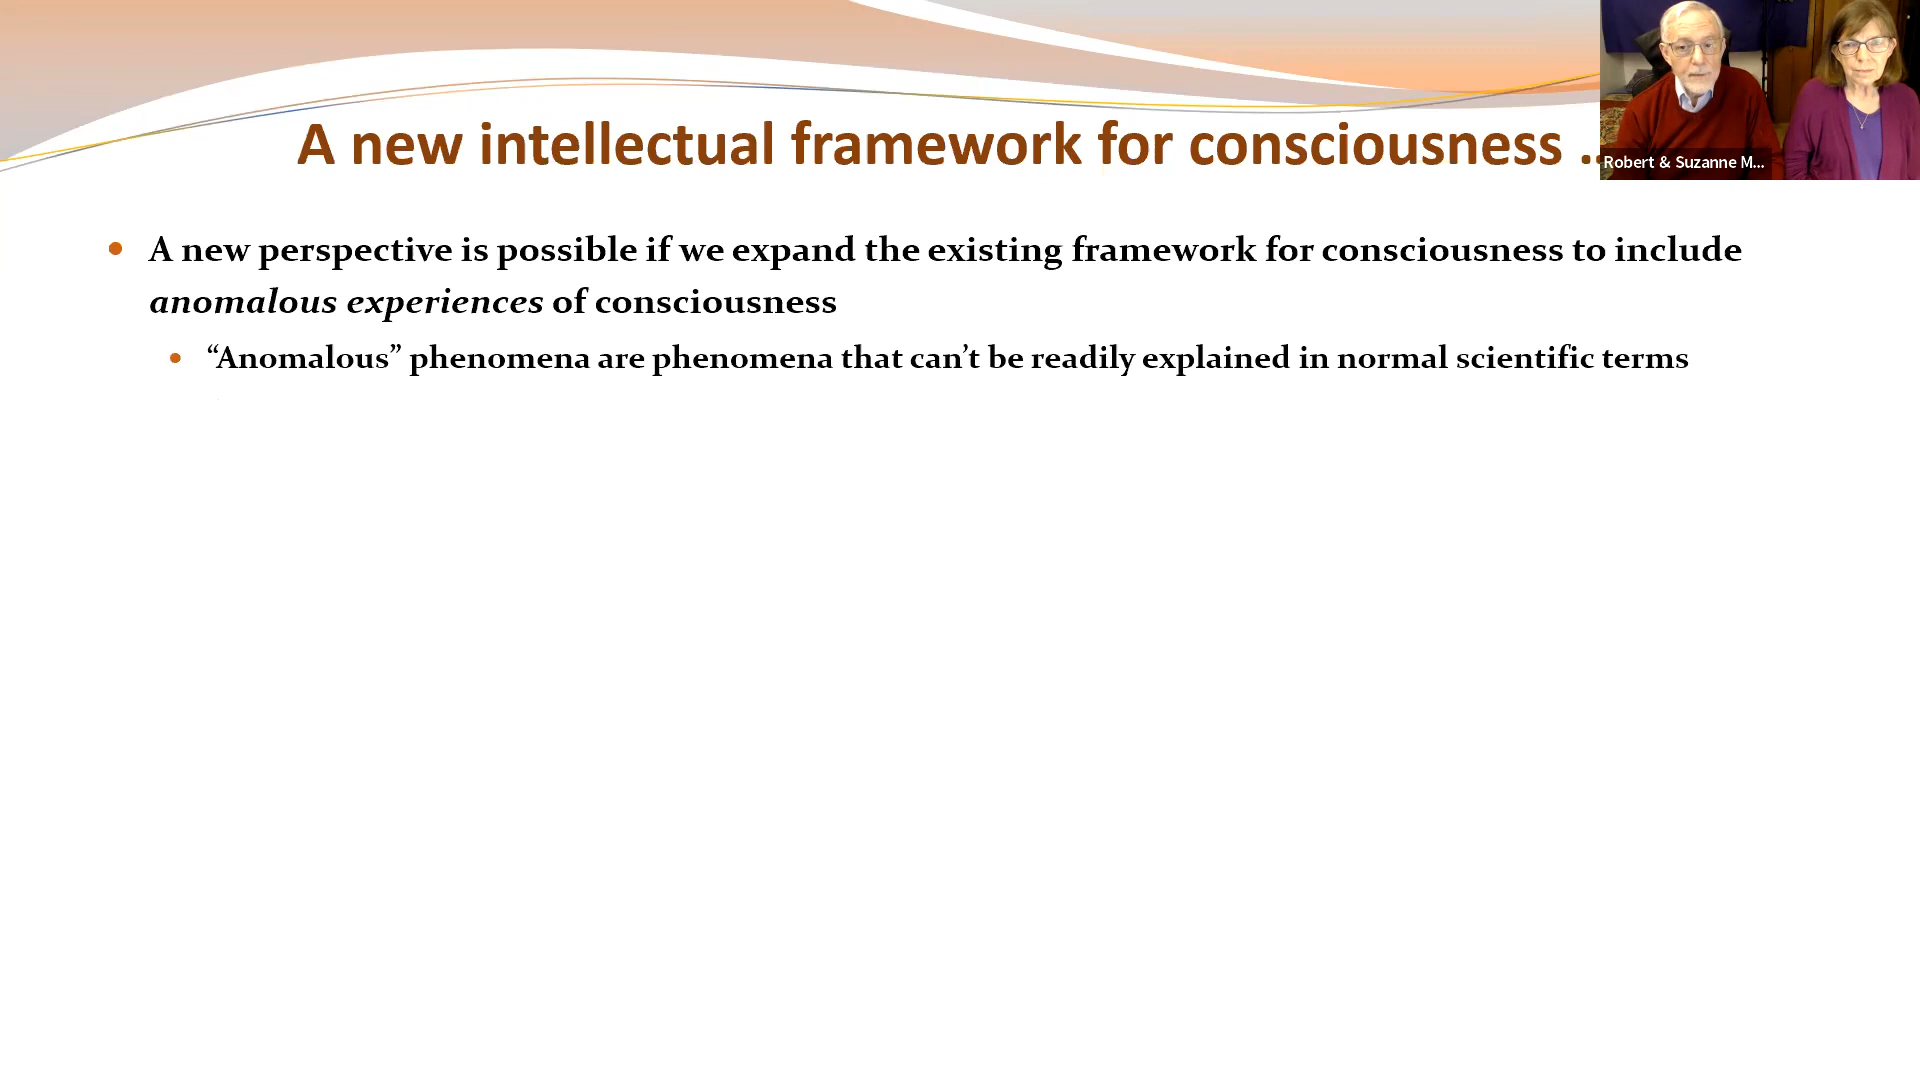 A new intellectual framework for consciousness ..
Robert & Suzanne M...
A new perspective is possible if we expand the existing framework for consciousness to include
anomalous experiences of consciousness
“Anomalous” phenomena are phenomena that can’t be readily explained in normal scientific terms